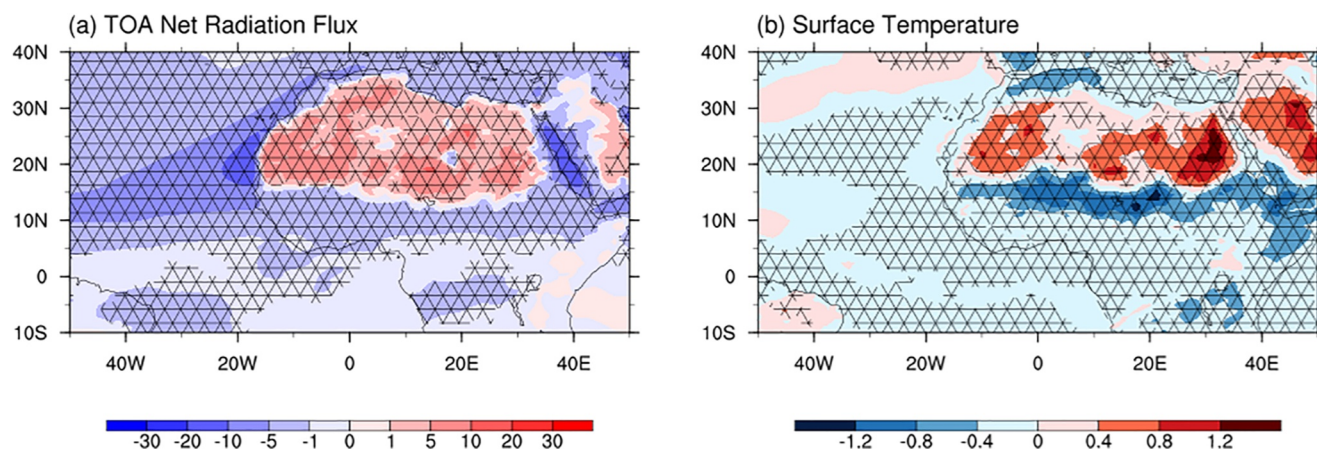 (a) TOA Net Radiation Flux
40N
30N
20N
10N
0
10S
40W
20W
0
20E
40E
-30 -20 -10 -5 -1 0 1 5 10 20 30
(b) Surface Temperature
40N
30N
20N
10N
0
10S
40W
20W
0
20E
40E
-1.2 -0.8 -0.4 0 0.4 0.8 1.2